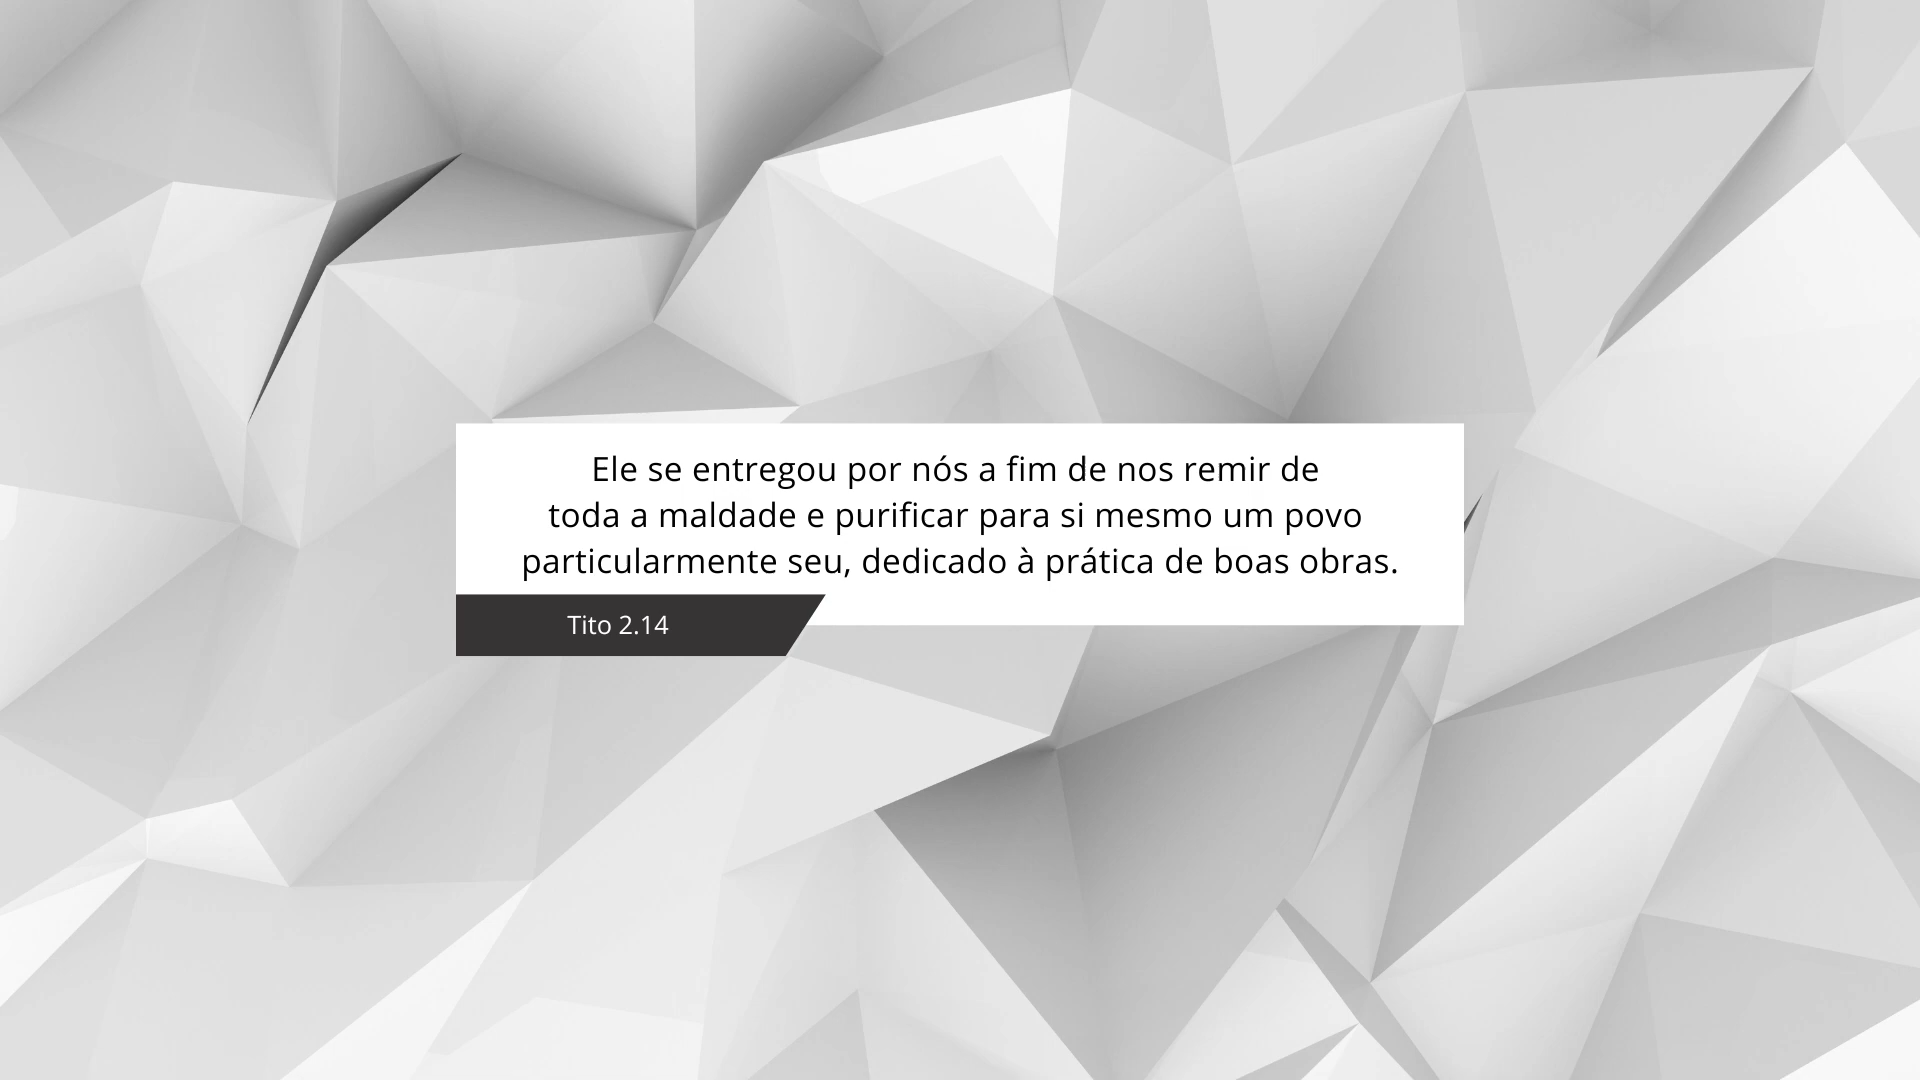 Ele se entregou por nós a fim de nos remir de
toda a maldade e purificar para si mesmo um povo
particularmente seu, dedicado à prática de boas obras.
Tito 2.14